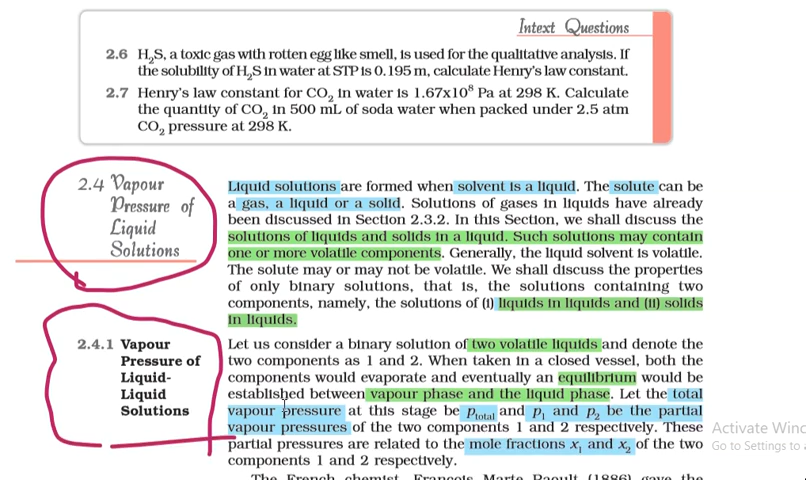 Intext Questions
2.6 H₂S, a toxic gas with rotten egg like smell, is used for the qualitative analysis. If
the solubility of H₂S in water at STP is 0.195 m, calculate Henry's law constant.
2.7 Henry's law constant for CO₂ in water is 1.67x10⁸ Pa at 298 K. Calculate
the quantity of CO₂ in 500 mL of soda water when packed under 2.5 atm
CO₂ pressure at 298 K.
2.4 Vapour
Pressure of
Liquid
Solutions
Liquid solutions are formed when solvent is a liquid. The solute can be
a gas, a liquid or a solid. Solutions of gases in liquids have already
been discussed in Section 2.3.2. In this Section, we shall discuss the
solutions of liquids and solids in a liquid. Such solutions may contain
one or more volatile components. Generally, the liquid solvent is volatile.
The solute may or may not be volatile. We shall discuss the properties
of only binary solutions, that is, the solutions containing two
components, namely, the solutions of (i) liquids in liquids and (ii) solids
in liquids.
2.4.1 Vapour
Pressure of
Liquid-
Liquid
Solutions
Let us consider a binary solution of two volatile liquids and denote the
two components as 1 and 2. When taken in a closed vessel, both the
components would evaporate and eventually an equilibrium would be
established between vapour phase and the liquid phase. Let the total
vapour pressure at this stage be p_total and p₁ and p₂ be the partial
vapour pressures of the two components 1 and 2 respectively. These
partial pressures are related to the mole fractions x₁ and x₂ of the two
components 1 and 2 respectively.
The French chemist, Francois Marte Raoult (1886) gave the
Activate Winc
Go to Settings to